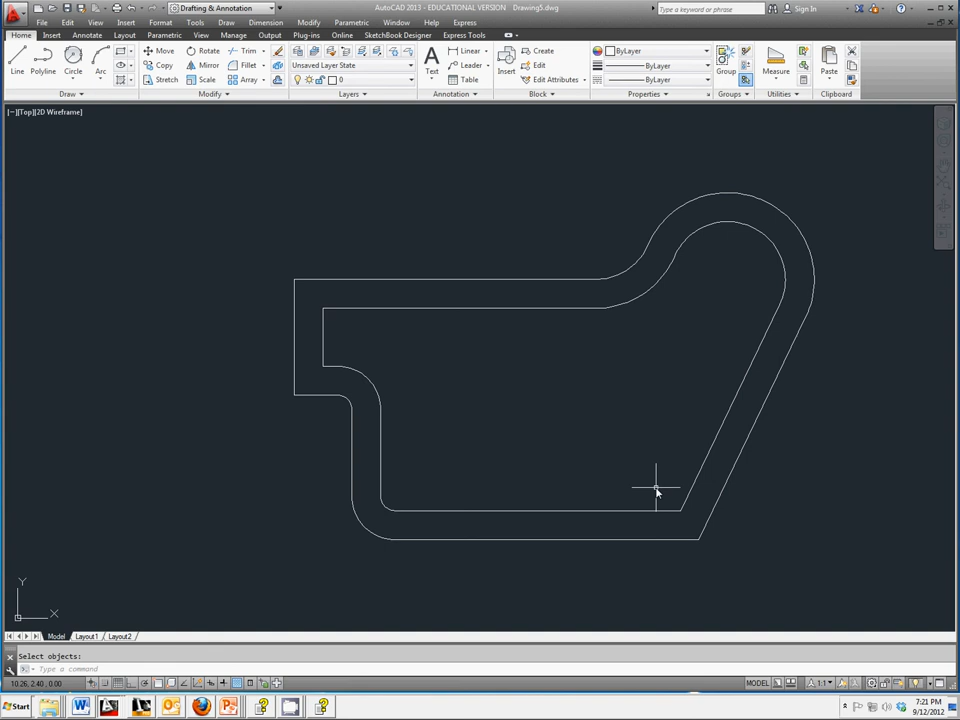 Drafting & Annotation
AutoCAD 2013 - EDUCATIONAL VERSION Drawing5.dwg
Type a keyword or phrase
Sign In
File Edit View Insert Format Tools Draw Dimension Modify Parametric Window Help Express
Home Insert Annotate Layout Parametric View Manage Output Plug-ins Online SketchBook Designer Express Tools
Line Polyline Circle Arc
Move Rotate Trim
Copy Mirror Fillet
Stretch Scale Array
Unsaved Layer State
0
Text
Linear
Leader
Table
Insert
Create
Edit
Edit Attributes
ByLayer
ByLayer
ByLayer
Group
Measure
Paste
Draw Modify Layers Annotation Block Properties Groups Utilities Clipboard
[−][Top][2D Wireframe]
Y
X
Model Layout1 Layout2
Select objects:
Type a command
10.26, 2.40, 0.00
MODEL
1:1
Start
7:21 PM
9/12/2012